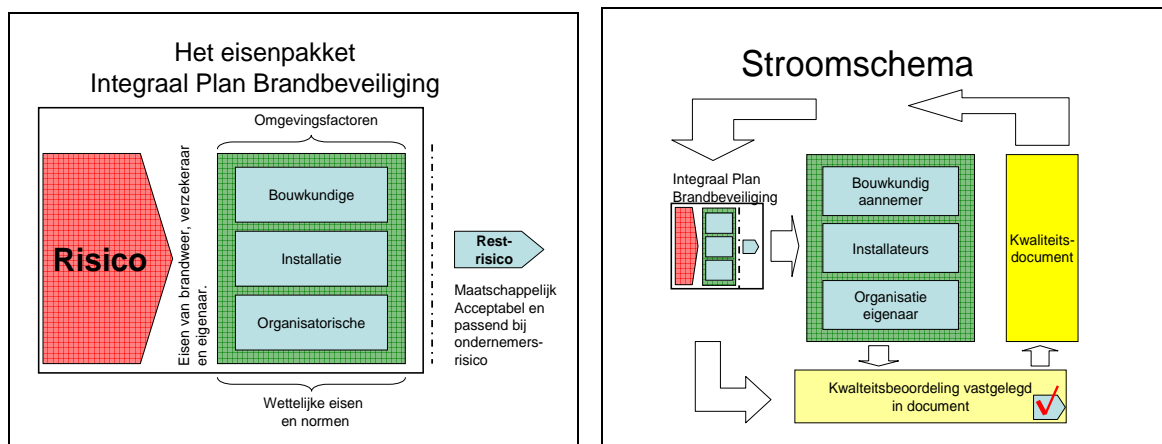 Het eisenpakket
Integraal Plan Brandbeveiliging
Omgevingsfactoren
Risico
Eisen van brandweer, verzekeraar
en eigenaar.
Bouwkundige
Installatie
Organisatorische
Rest-
risico
Maatschappelijk
Acceptabel en
passend bij
ondernemers-
risico
Wettelijke eisen
en normen
Stroomschema
Integraal Plan
Brandbeveiliging
Bouwkundig
aannemer
Installateurs
Organisatie
eigenaar
Kwaliteits-
document
Kwalteitsbeoordeling vastgelegd
in document